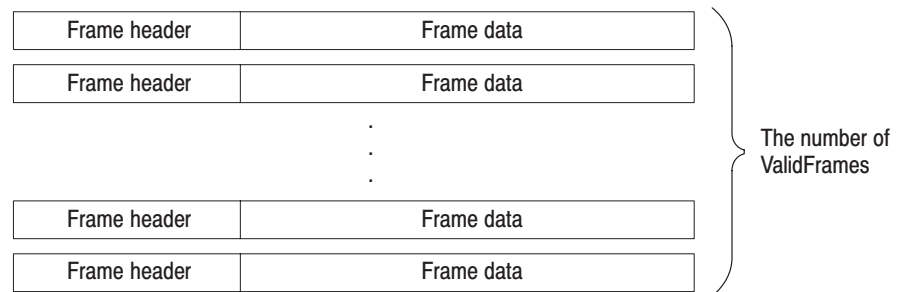 Frame header Frame data
Frame header Frame data
.
.
.
The number of
ValidFrames
Frame header Frame data
Frame header Frame data